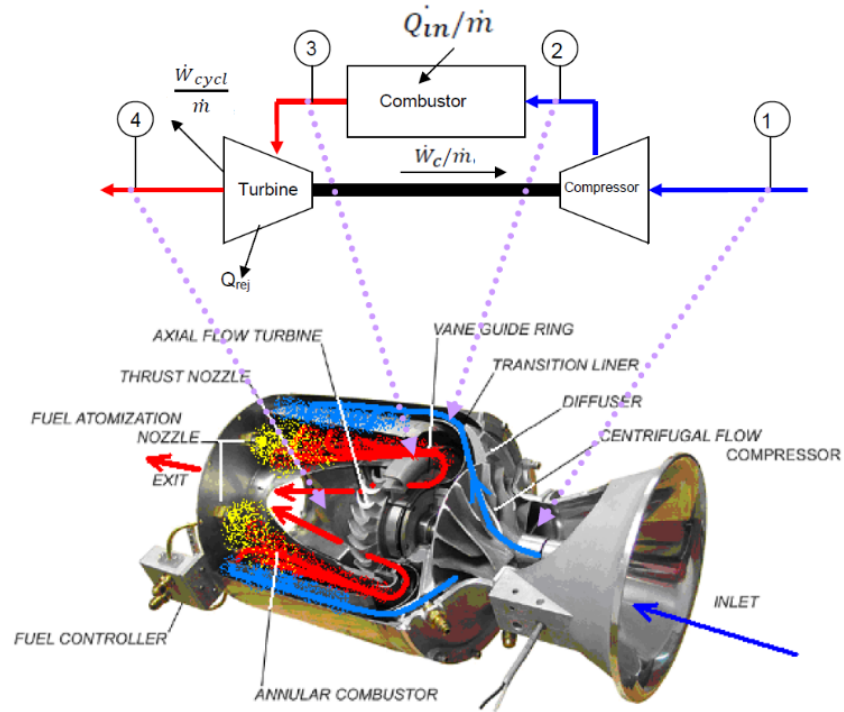 Q̇in/ṁ
3
2
Ẇcycl
ṁ
Combustor
4
1
Ẇc/ṁ
Turbine
Compressor
Qrej
AXIAL FLOW TURBINE
VANE GUIDE RING
THRUST NOZZLE
TRANSITION LINER
FUEL ATOMIZATION
NOZZLE
DIFFUSER
CENTRIFUGAL FLOW
COMPRESSOR
EXIT
INLET
FUEL CONTROLLER
ANNULAR COMBUSTOR